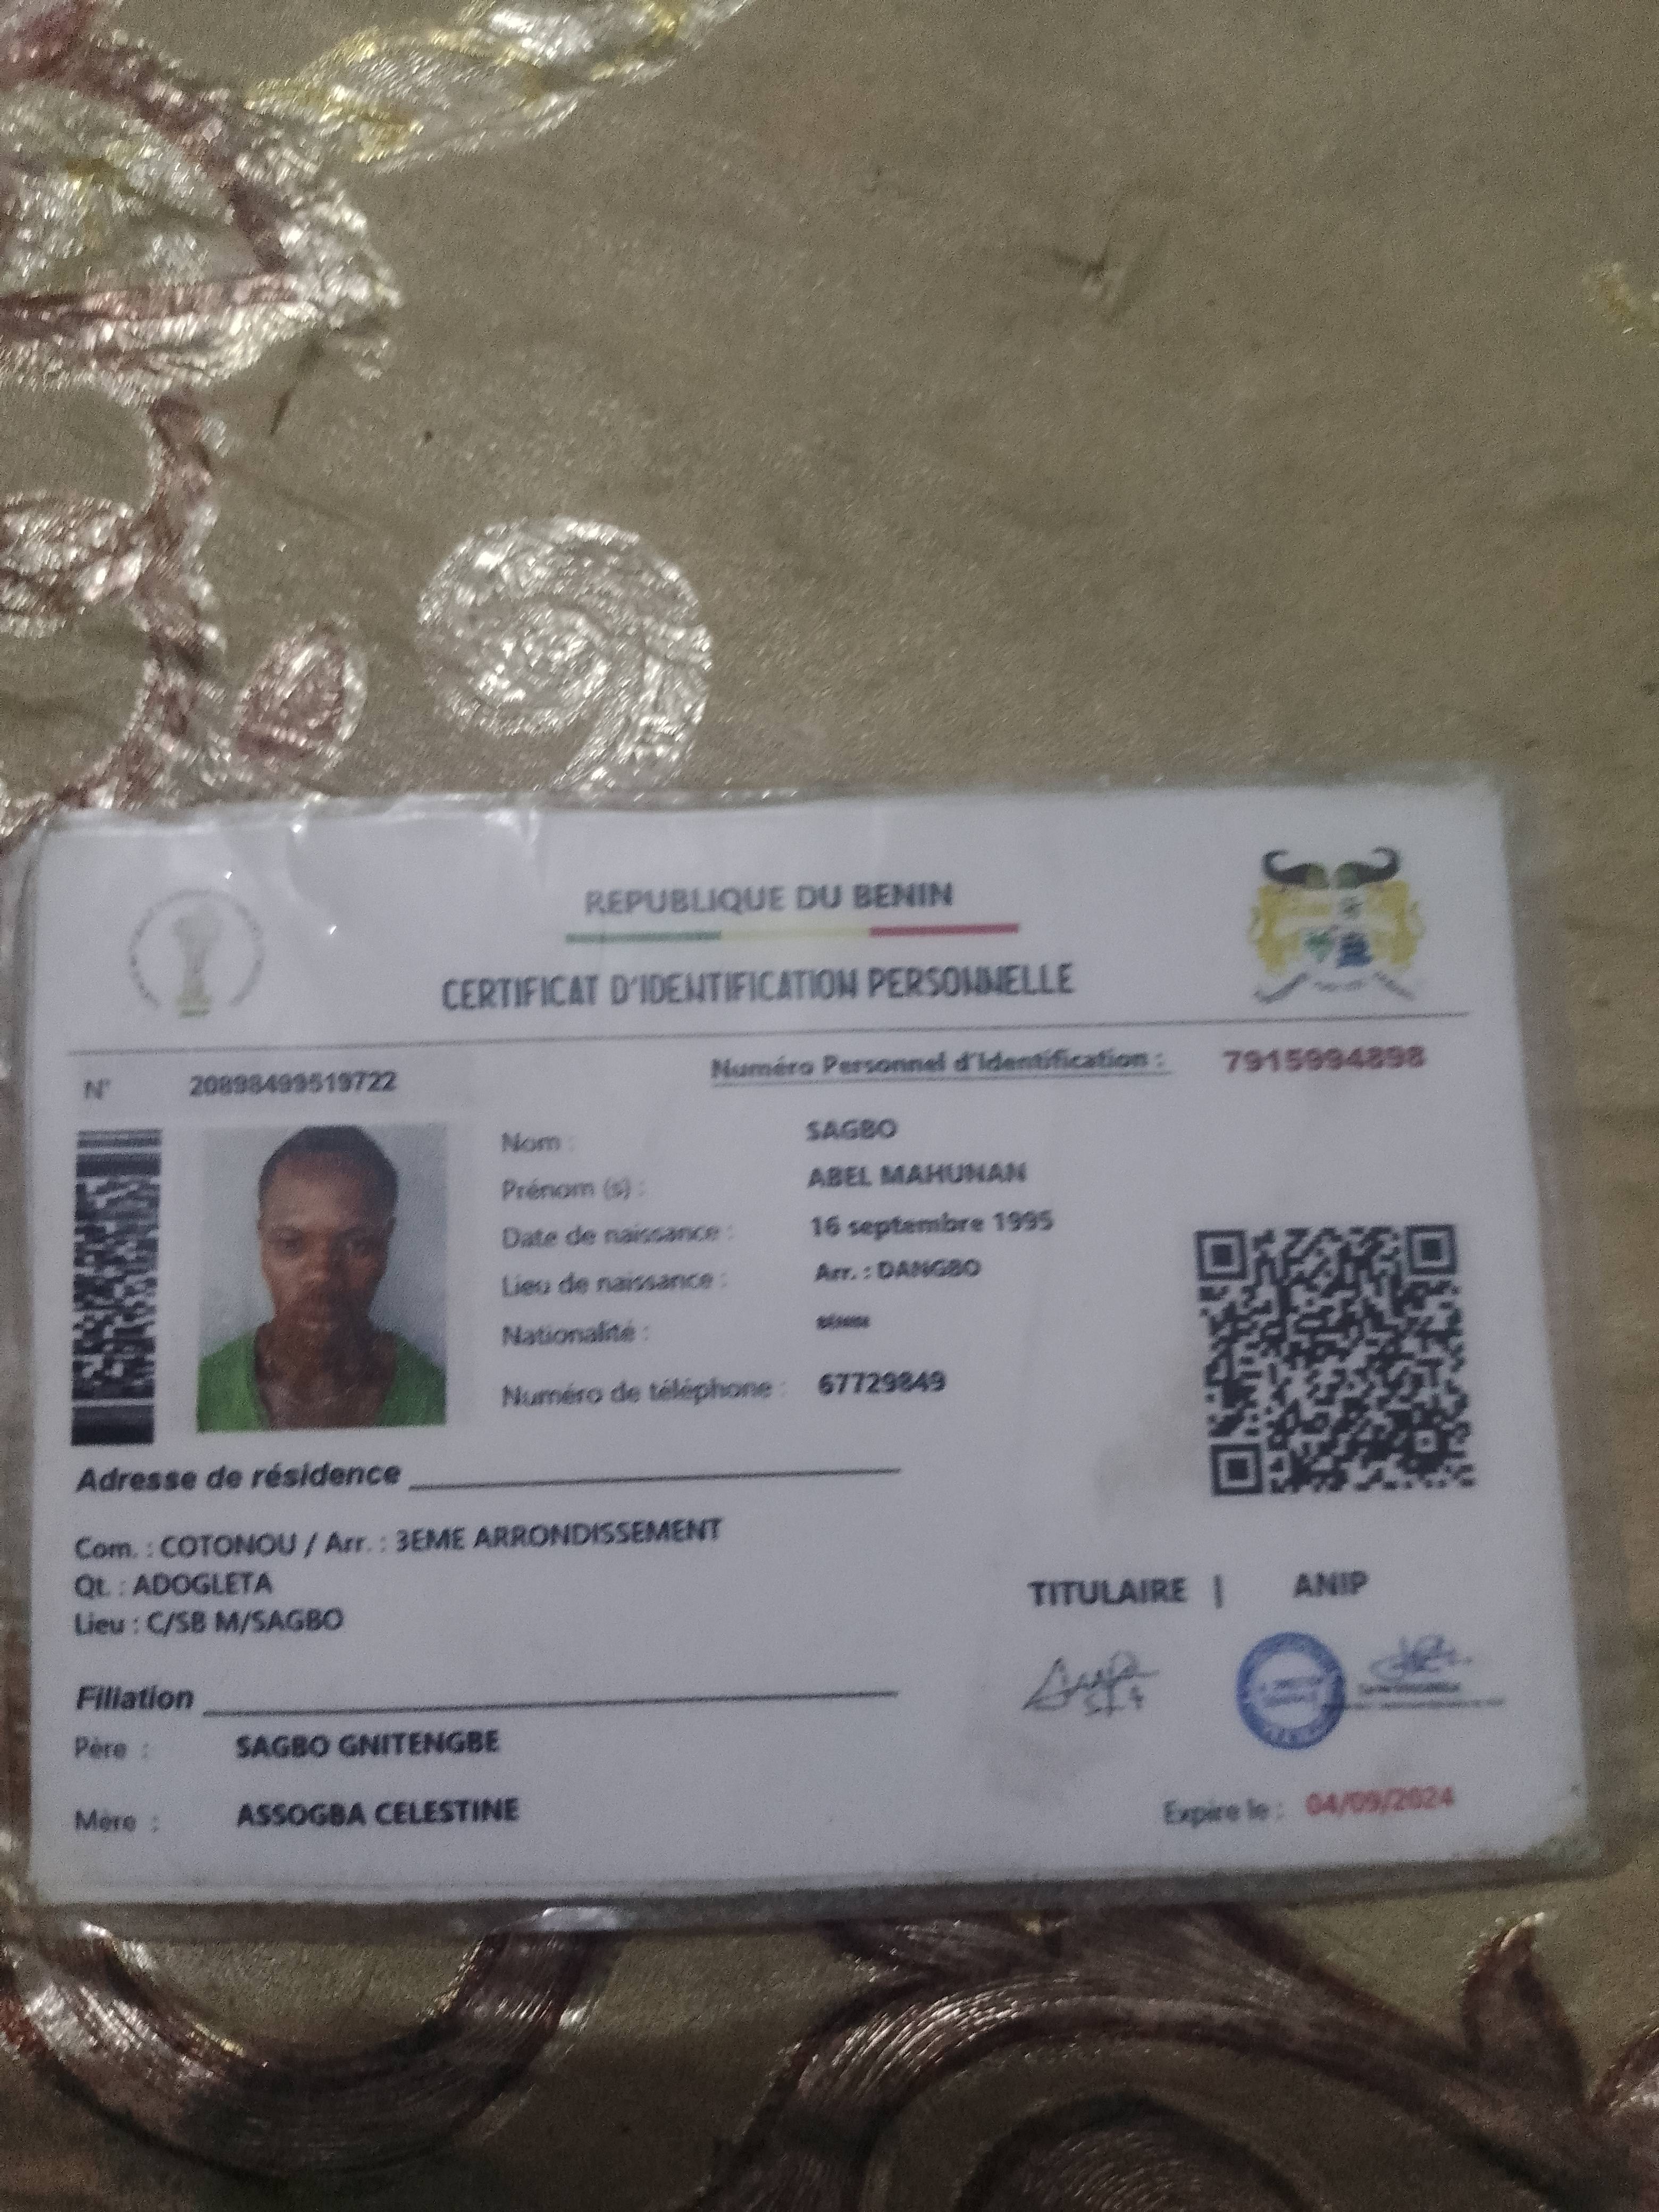 REPUBLIQUE DU BENIN
CERTIFICAT D'IDENTIFICATION PERSONNELLE
N° 20898499519722
Numéro Personnel d'Identification : 7915994898
Nom : SAGBO
Prénom (s) : ABEL MAHUNAN
Date de naissance : 16 septembre 1995
Lieu de naissance : Arr. : DANGBO
Nationalité : BÉNIN
Numéro de téléphone : 67729849
Adresse de résidence
Com. : COTONOU / Arr. : 3EME ARRONDISSEMENT
Qt. : ADOGLETA
Lieu : C/SB M/SAGBO
TITULAIRE | ANIP
Filiation
Père : SAGBO GNITENGBE
Mère : ASSOGBA CELESTINE
Expire le : 04/09/2024